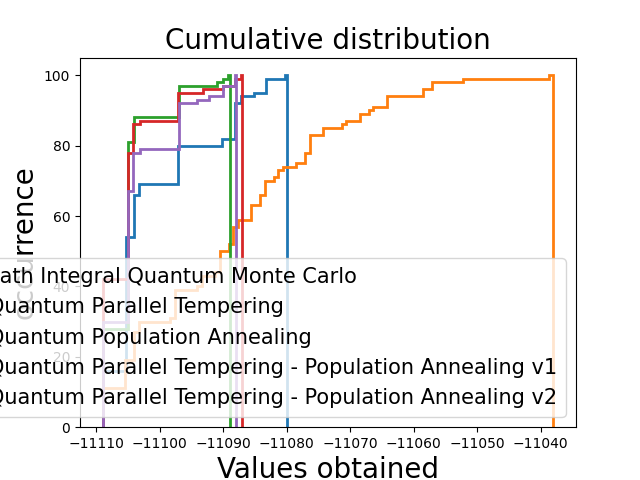 Cumulative distribution
100
80
60
40
20
0
ath Integral Quantum Monte Carlo
Quantum Parallel Tempering
Quantum Population Annealing
Quantum Parallel Tempering - Population Annealing v1
Quantum Parallel Tempering - Population Annealing v2
−11110 −11100 −11090 −11080 −11070 −11060 −11050 −11040
Values obtained